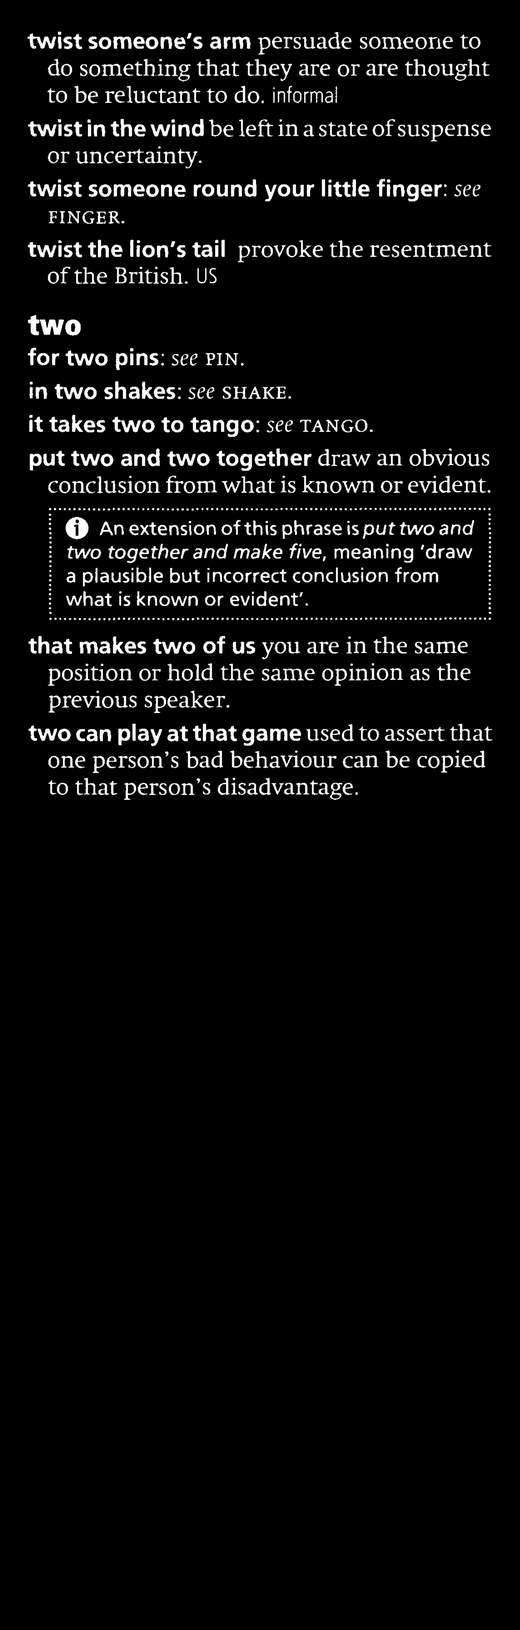 twist someone's arm persuade someone to
do something that they are or are thought
to be reluctant to do. informal
twist in the wind be left in a state of suspense
or uncertainty.
twist someone round your little finger: see
FINGER.
twist the lion's tail provoke the resentment
of the British. US
two
for two pins: see PIN.
in two shakes: see SHAKE.
it takes two to tango: see TANGO.
put two and two together draw an obvious
conclusion from what is known or evident.
i An extension of this phrase is put two and
two together and make five, meaning 'draw
a plausible but incorrect conclusion from
what is known or evident'.
that makes two of us you are in the same
position or hold the same opinion as the
previous speaker.
two can play at that game used to assert that
one person's bad behaviour can be copied
to that person's disadvantage.